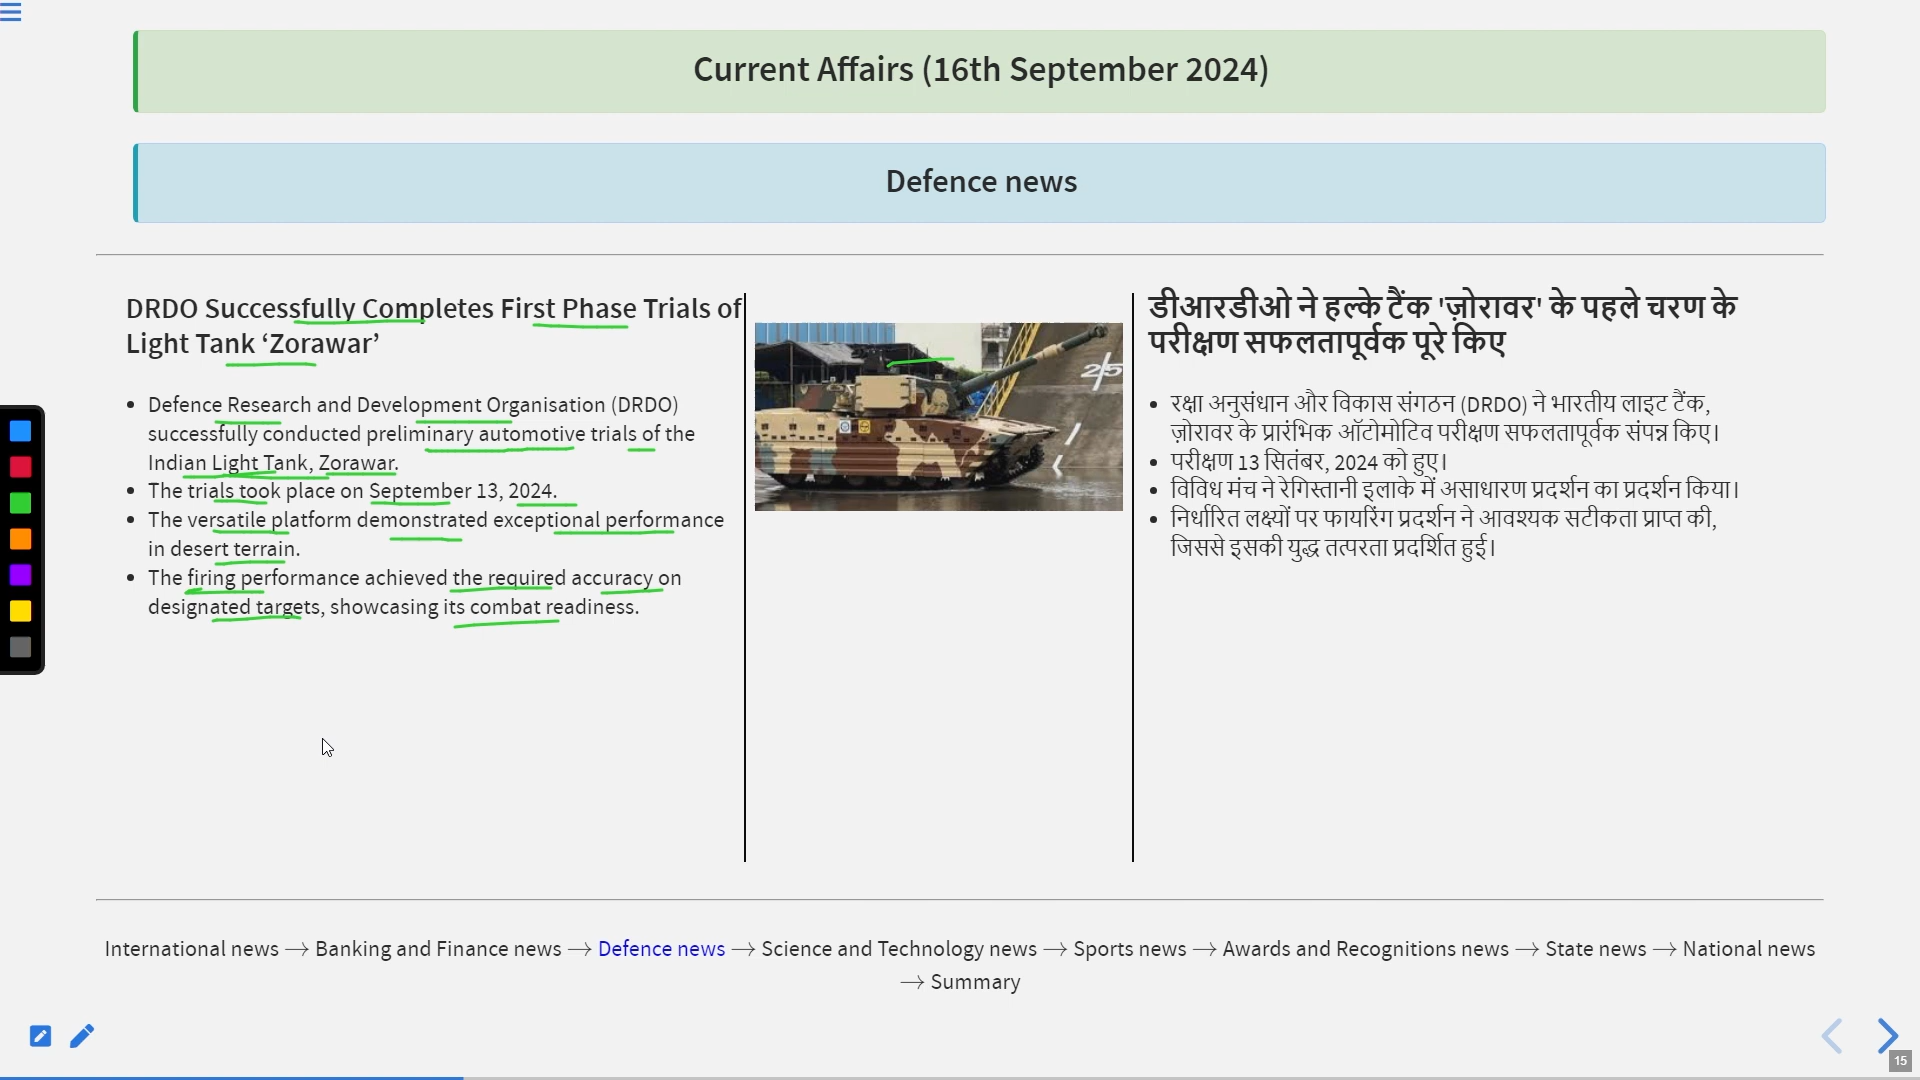 Current Affairs (16th September 2024)
Defence news
DRDO Successfully Completes First Phase Trials of
Light Tank ‘Zorawar’
• Defence Research and Development Organisation (DRDO)
successfully conducted preliminary automotive trials of the
Indian Light Tank, Zorawar.
• The trials took place on September 13, 2024.
• The versatile platform demonstrated exceptional performance
in desert terrain.
• The firing performance achieved the required accuracy on
designated targets, showcasing its combat readiness.
25
डीआरडीओ ने हल्के टैंक 'ज़ोरावर' के पहले चरण के
परीक्षण सफलतापूर्वक पूरे किए
• रक्षा अनुसंधान और विकास संगठन (DRDO) ने भारतीय लाइट टैंक,
ज़ोरावर के प्रारंभिक ऑटोमोटिव परीक्षण सफलतापूर्वक संपन्न किए।
• परीक्षण 13 सितंबर, 2024 को हुए।
• विविध मंच ने रेगिस्तानी इलाके में असाधारण प्रदर्शन का प्रदर्शन किया।
• निर्धारित लक्ष्यों पर फायरिंग प्रदर्शन ने आवश्यक सटीकता प्राप्त की,
जिससे इसकी युद्ध तत्परता प्रदर्शित हुई।
International news → Banking and Finance news → Defence news → Science and Technology news → Sports news → Awards and Recognitions news → State news → National news
→ Summary
15